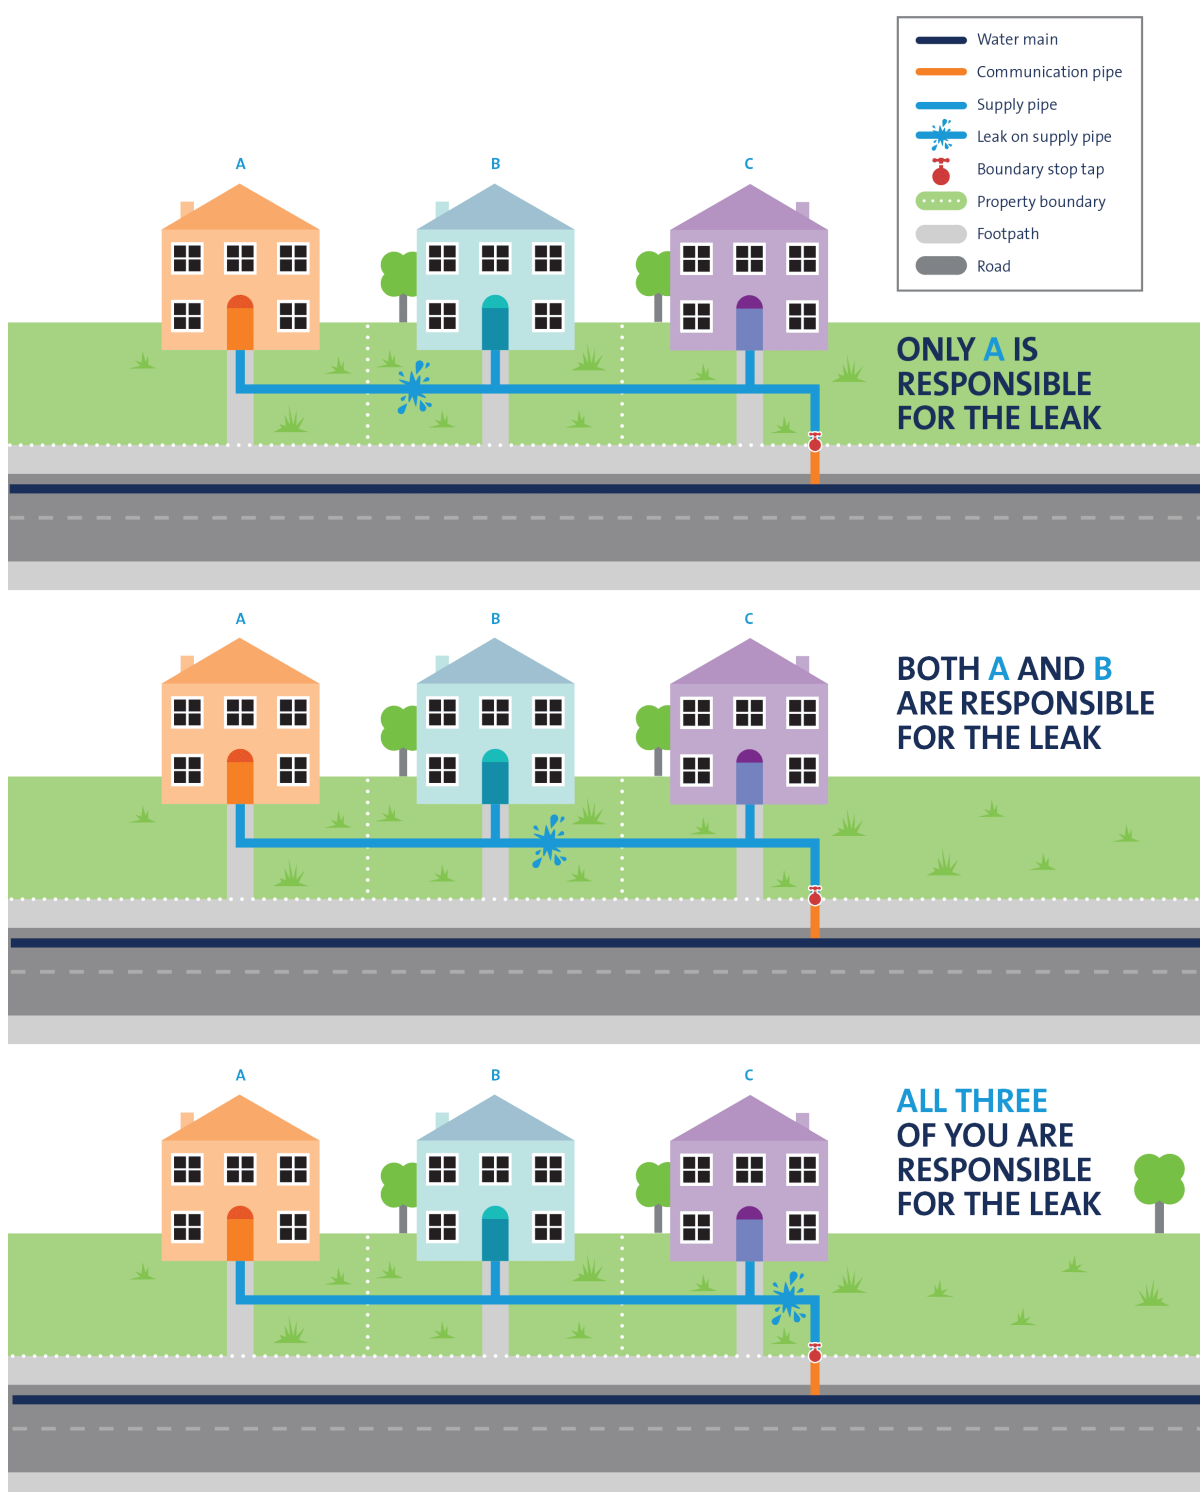 Water main
Communication pipe
Supply pipe
Leak on supply pipe
Boundary stop tap
Property boundary
Footpath
Road
A
B
C
ONLY A IS
RESPONSIBLE
FOR THE LEAK
A
B
C
BOTH A AND B
ARE RESPONSIBLE
FOR THE LEAK
A
B
C
ALL THREE
OF YOU ARE
RESPONSIBLE
FOR THE LEAK